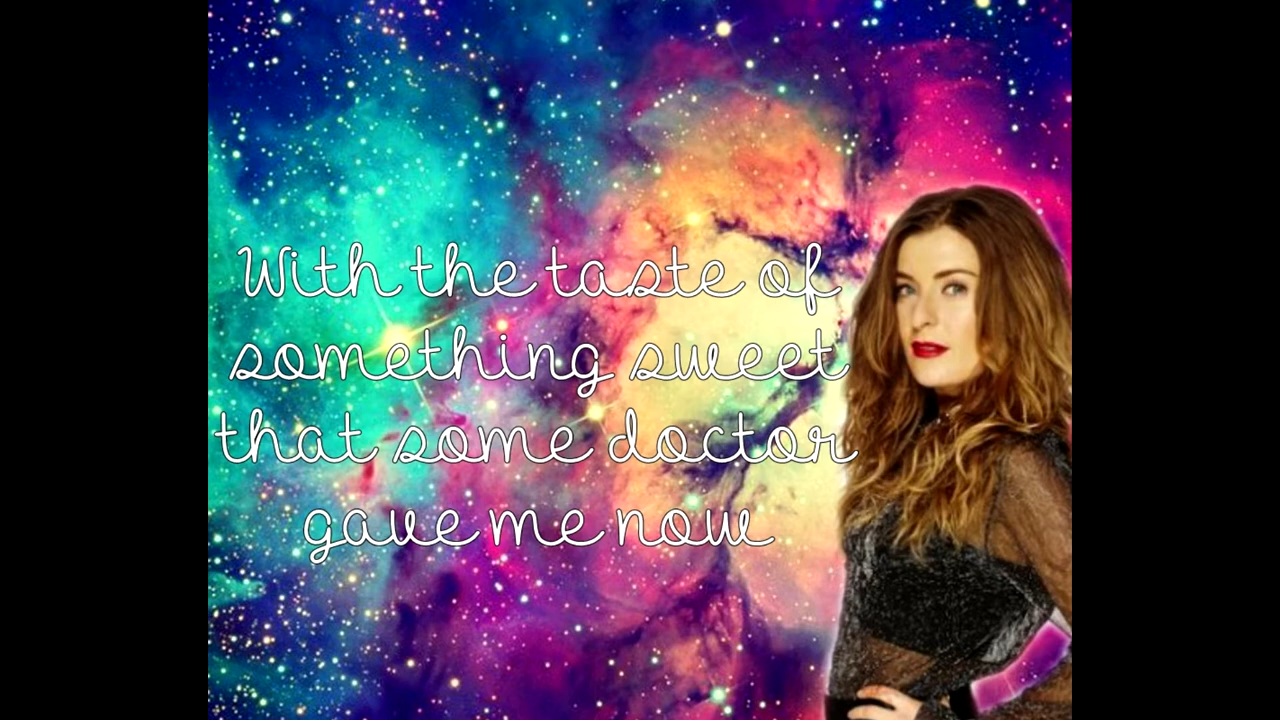 With the taste of
something sweet
that some doctor
gave me now